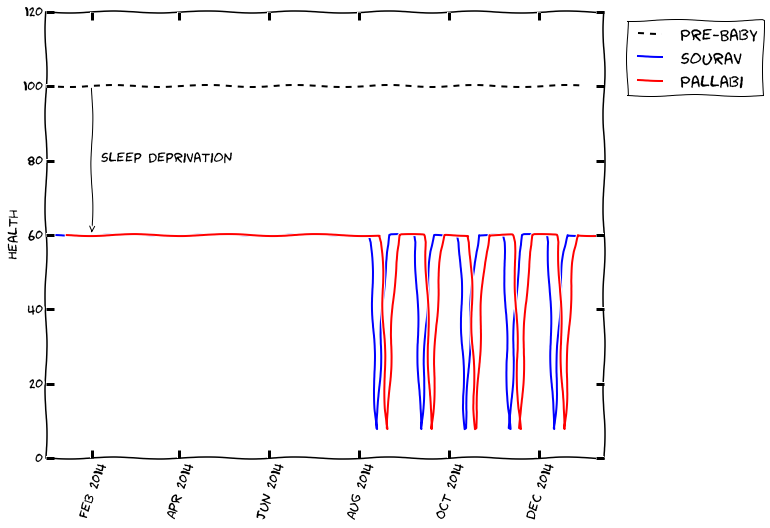 120
100
80
60
40
20
0
HEALTH
SLEEP DEPRIVATION
FEB 2014
APR 2014
JUN 2014
AUG 2014
OCT 2014
DEC 2014
PRE-BABY
SOURAV
PALLABI